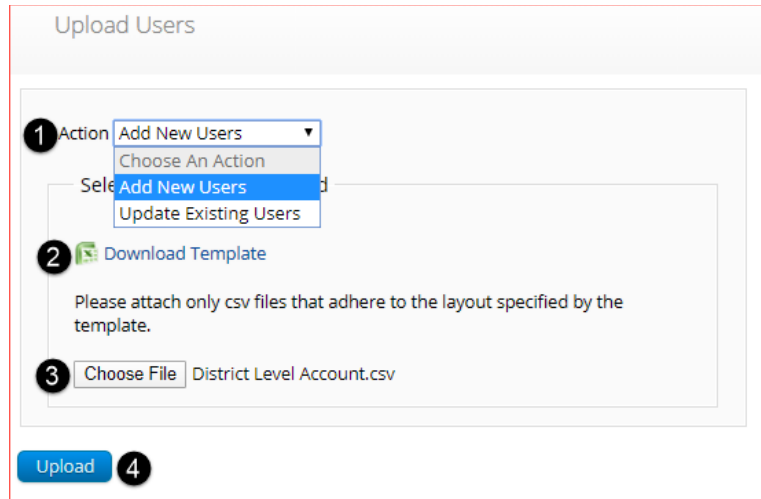 Upload Users
1 Action Add New Users
Choose An Action
Add New Users
Update Existing Users
2 Download Template
Please attach only csv files that adhere to the layout specified by the
template.
3 Choose File District Level Account.csv
Upload 4